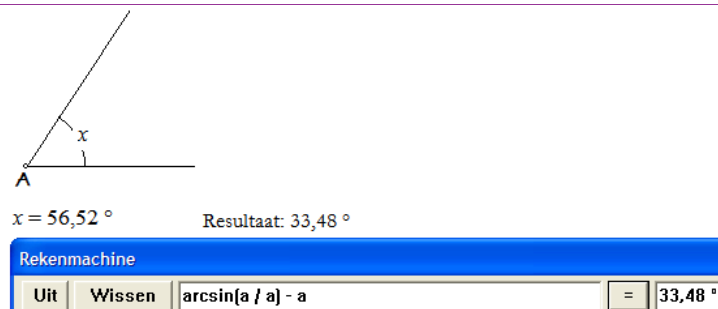 x
A
x = 56,52 °
Resultaat: 33,48 °
Rekenmachine
Uit Wissen arcsin(a / a) - a = 33,48 °